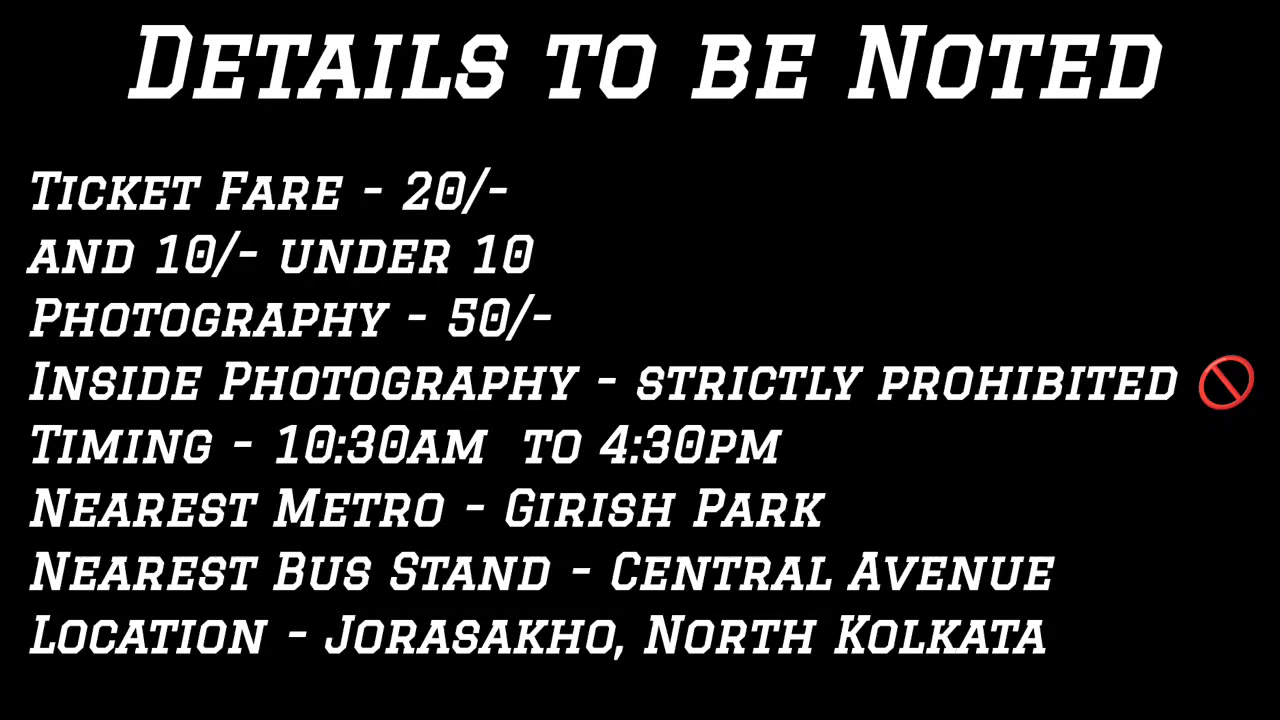 Details to be Noted
Ticket Fare - 20/-
and 10/- under 10
Photography - 50/-
Inside Photography - strictly prohibited 🚫
Timing - 10:30am to 4:30pm
Nearest Metro - Girish Park
Nearest Bus Stand - Central Avenue
Location - Jorasakho, North Kolkata